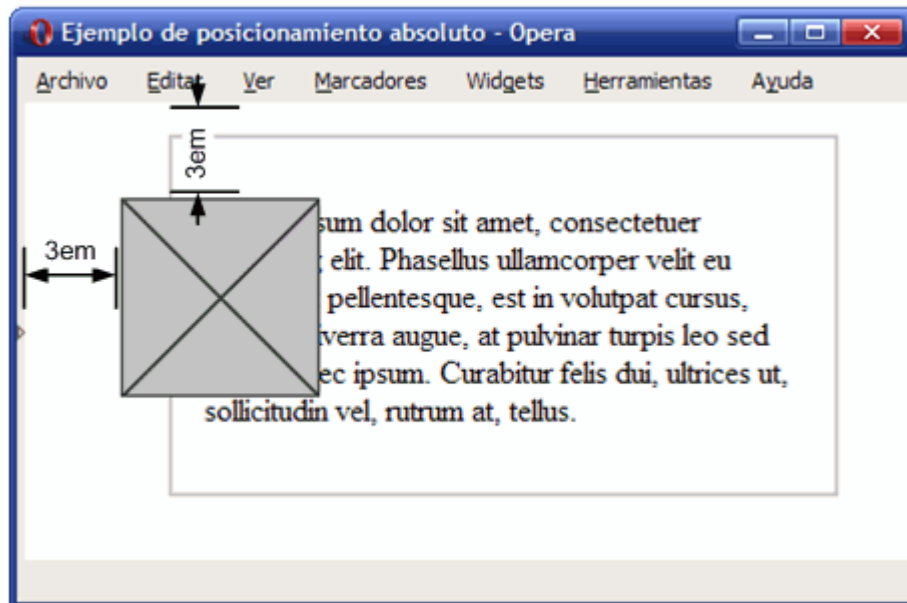 Ejemplo de posicionamiento absoluto - Opera
Archivo Editar Ver Marcadores Widgets Herramientas Ayuda
3em
3em
sum dolor sit amet, consectetuer
elit. Phasellus ullamcorper velit eu
pellentesque, est in volutpat cursus,
verra augue, at pulvinar turpis leo sed
ec ipsum. Curabitur felis dui, ultrices ut,
sollicitudin vel, rutrum at, tellus.